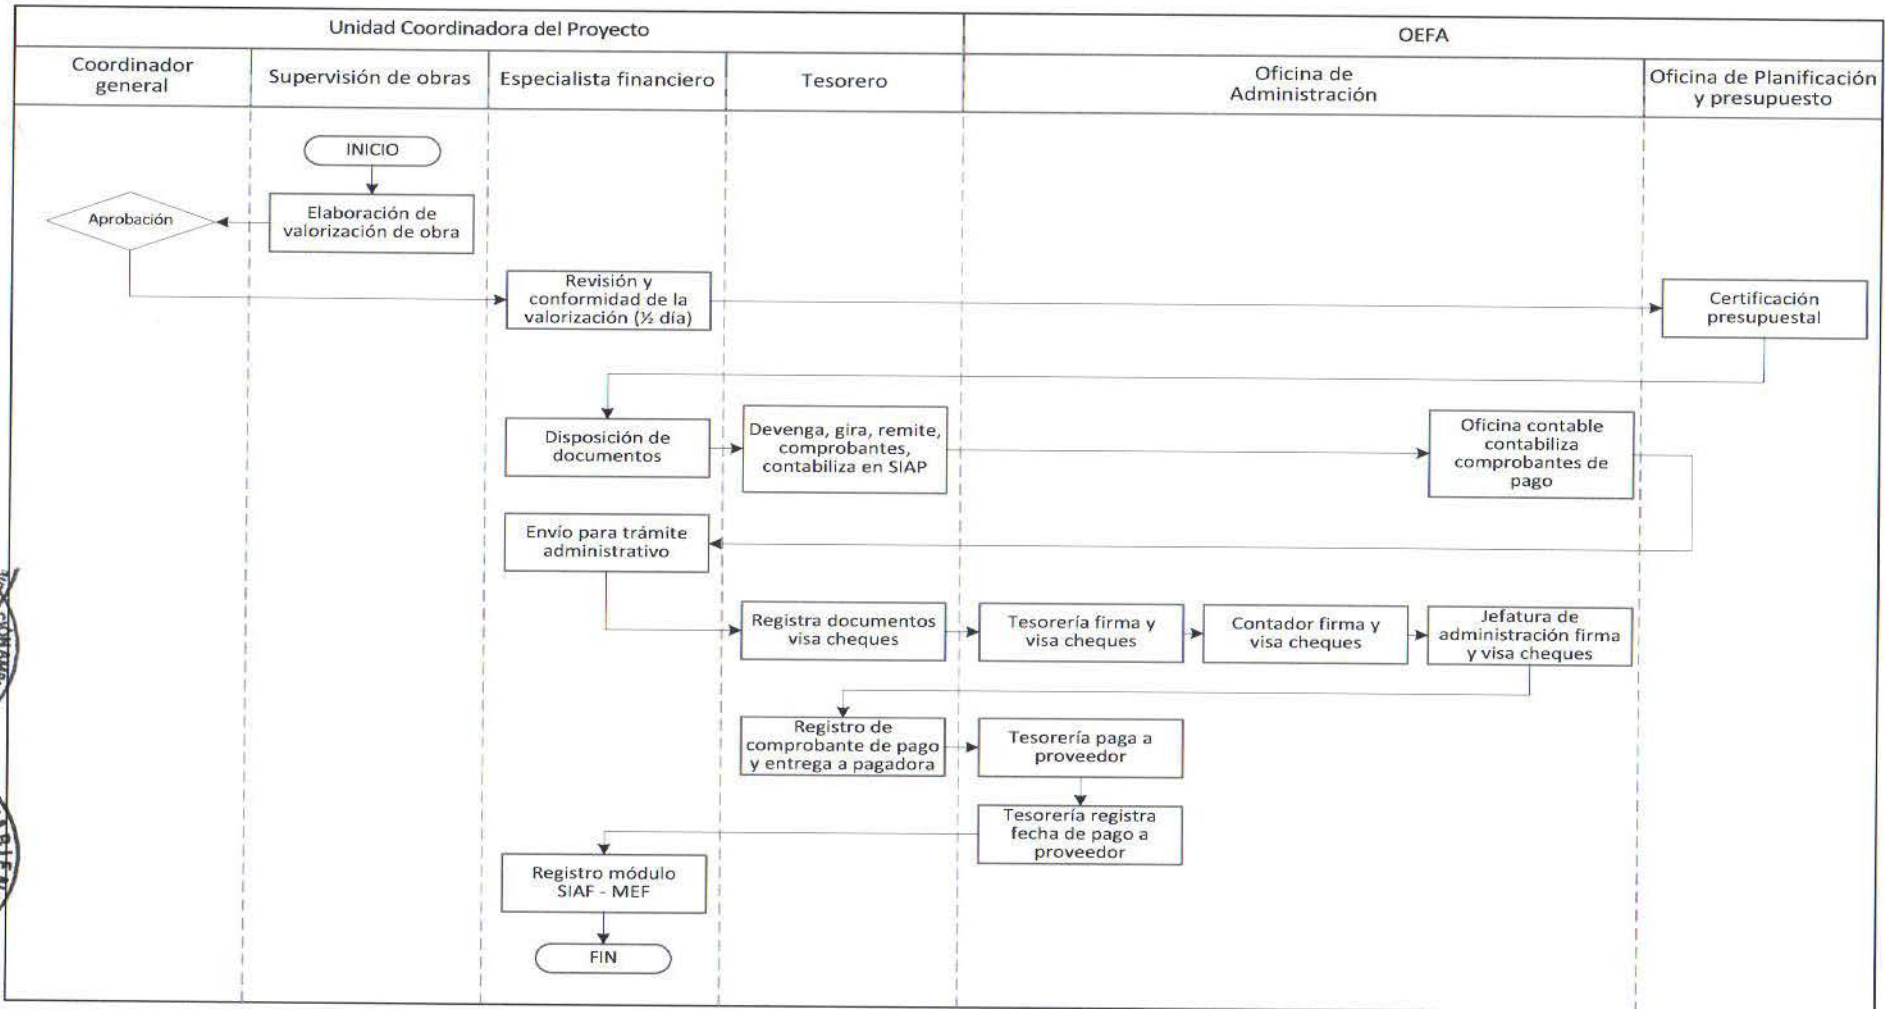 Unidad Coordinadora del Proyecto
OEFA
Coordinador
general
Supervisión de obras
Especialista financiero
Tesorero
Oficina de
Administración
Oficina de Planificación
y presupuesto
INICIO
Aprobación
Elaboración de
valorización de obra
Revisión y
conformidad de la
valorización (½ día)
Certificación
presupuestal
Disposición de
documentos
Devenga, gira, remite,
comprobantes,
contabiliza en SIAP
Oficina contable
contabiliza
comprobantes de
pago
Envío para trámite
administrativo
Registra documentos
visa cheques
Tesorería firma y
visa cheques
Contador firma y
visa cheques
Jefatura de
administración firma
y visa cheques
Registro de
comprobante de pago
y entrega a pagadora
Tesorería paga a
proveedor
Tesorería registra
fecha de pago a
proveedor
Registro módulo
SIAF - MEF
FIN